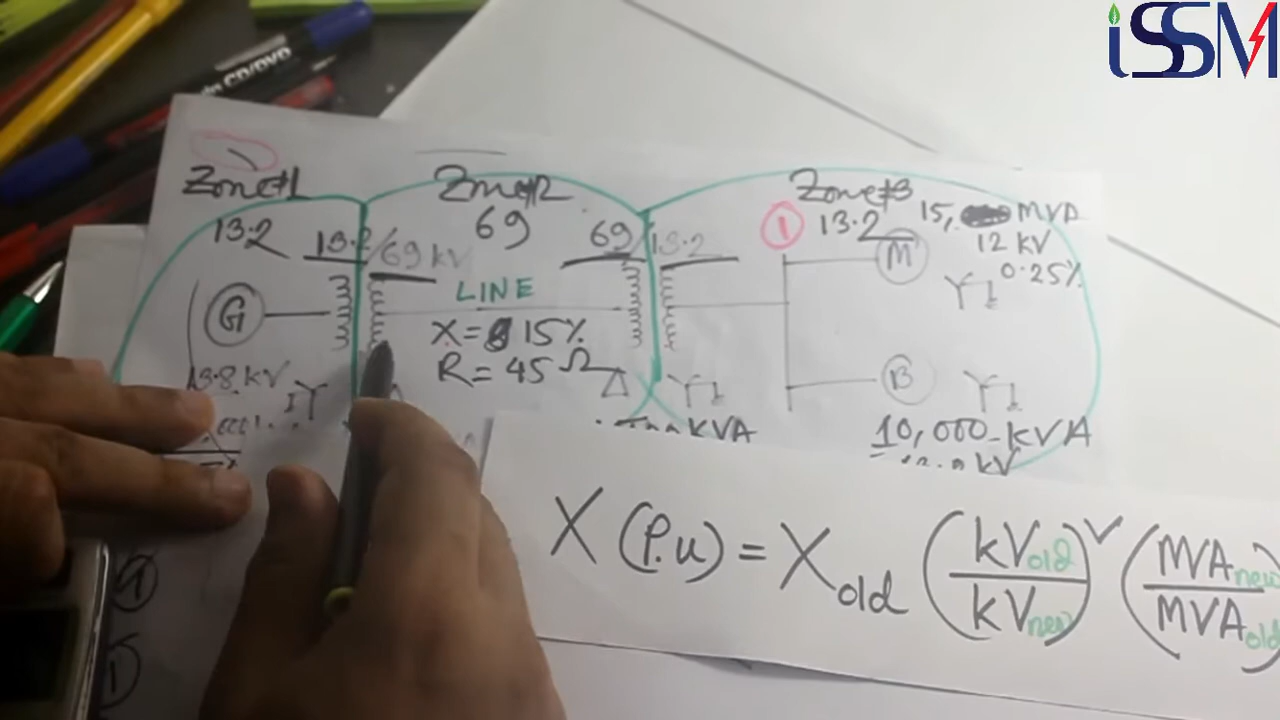 iSSM
CD/DVD
Zone#1
Zone#2
Zone#3
13.2
13.2/69 kV
69
69/13.2
1
13.2
15, MVA
12 kV
0.25%
G
LINE
X= 15%
R= 45 Ω
M
B
13.8 kV
Y
Δ
Y
Y
Y
kVA
10,000 kVA
kV
X (P.u) = X old (kV old / kV new)² (MVA new / MVA old)